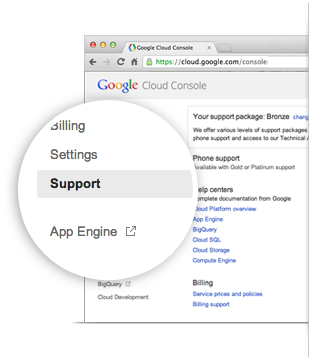 Google Cloud Console
https://cloud.google.com/console
Google Cloud Console
Billing
Settings
Support
App Engine
BigQuery
Cloud Development
Your support package: Bronze
We offer various levels of support packages
phone support and access to our Technical
Phone support
Available with Gold or Platinum support
Help centers
Complete documentation from Google
Cloud Platform overview
App Engine
BigQuery
Cloud SQL
Cloud Storage
Compute Engine
Billing
Service prices and policies
Billing support